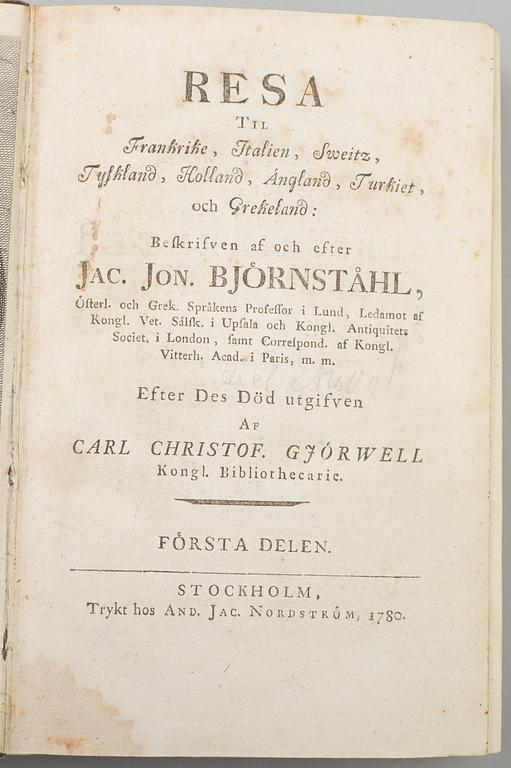 RESA
TIL
Frankrike, Italien, Sweitz,
Tyſkland, Holland, Ångland, Turkiet,
och Grekeland:
Beſkrifven af och efter
JAC. JON. BJÖRNSTÅHL,
Öſterl. och Grek. Språkens Profeſſor i Lund, Ledamot af
Kongl. Vet. Sälſk. i Upſala och Kongl. Antiquitets
Societ. i London, ſamt Correſpond. af Kongl.
Vitterh. Acad. i Paris, m. m.
Axel
Efter Des Död utgifven
AF
CARL CHRISTOF. GJÖRWELL
Kongl. Bibliothecarie.
FÖRSTA DELEN.
STOCKHOLM,
Trykt hos AND. JAC. NORDSTRÖM, 1780.